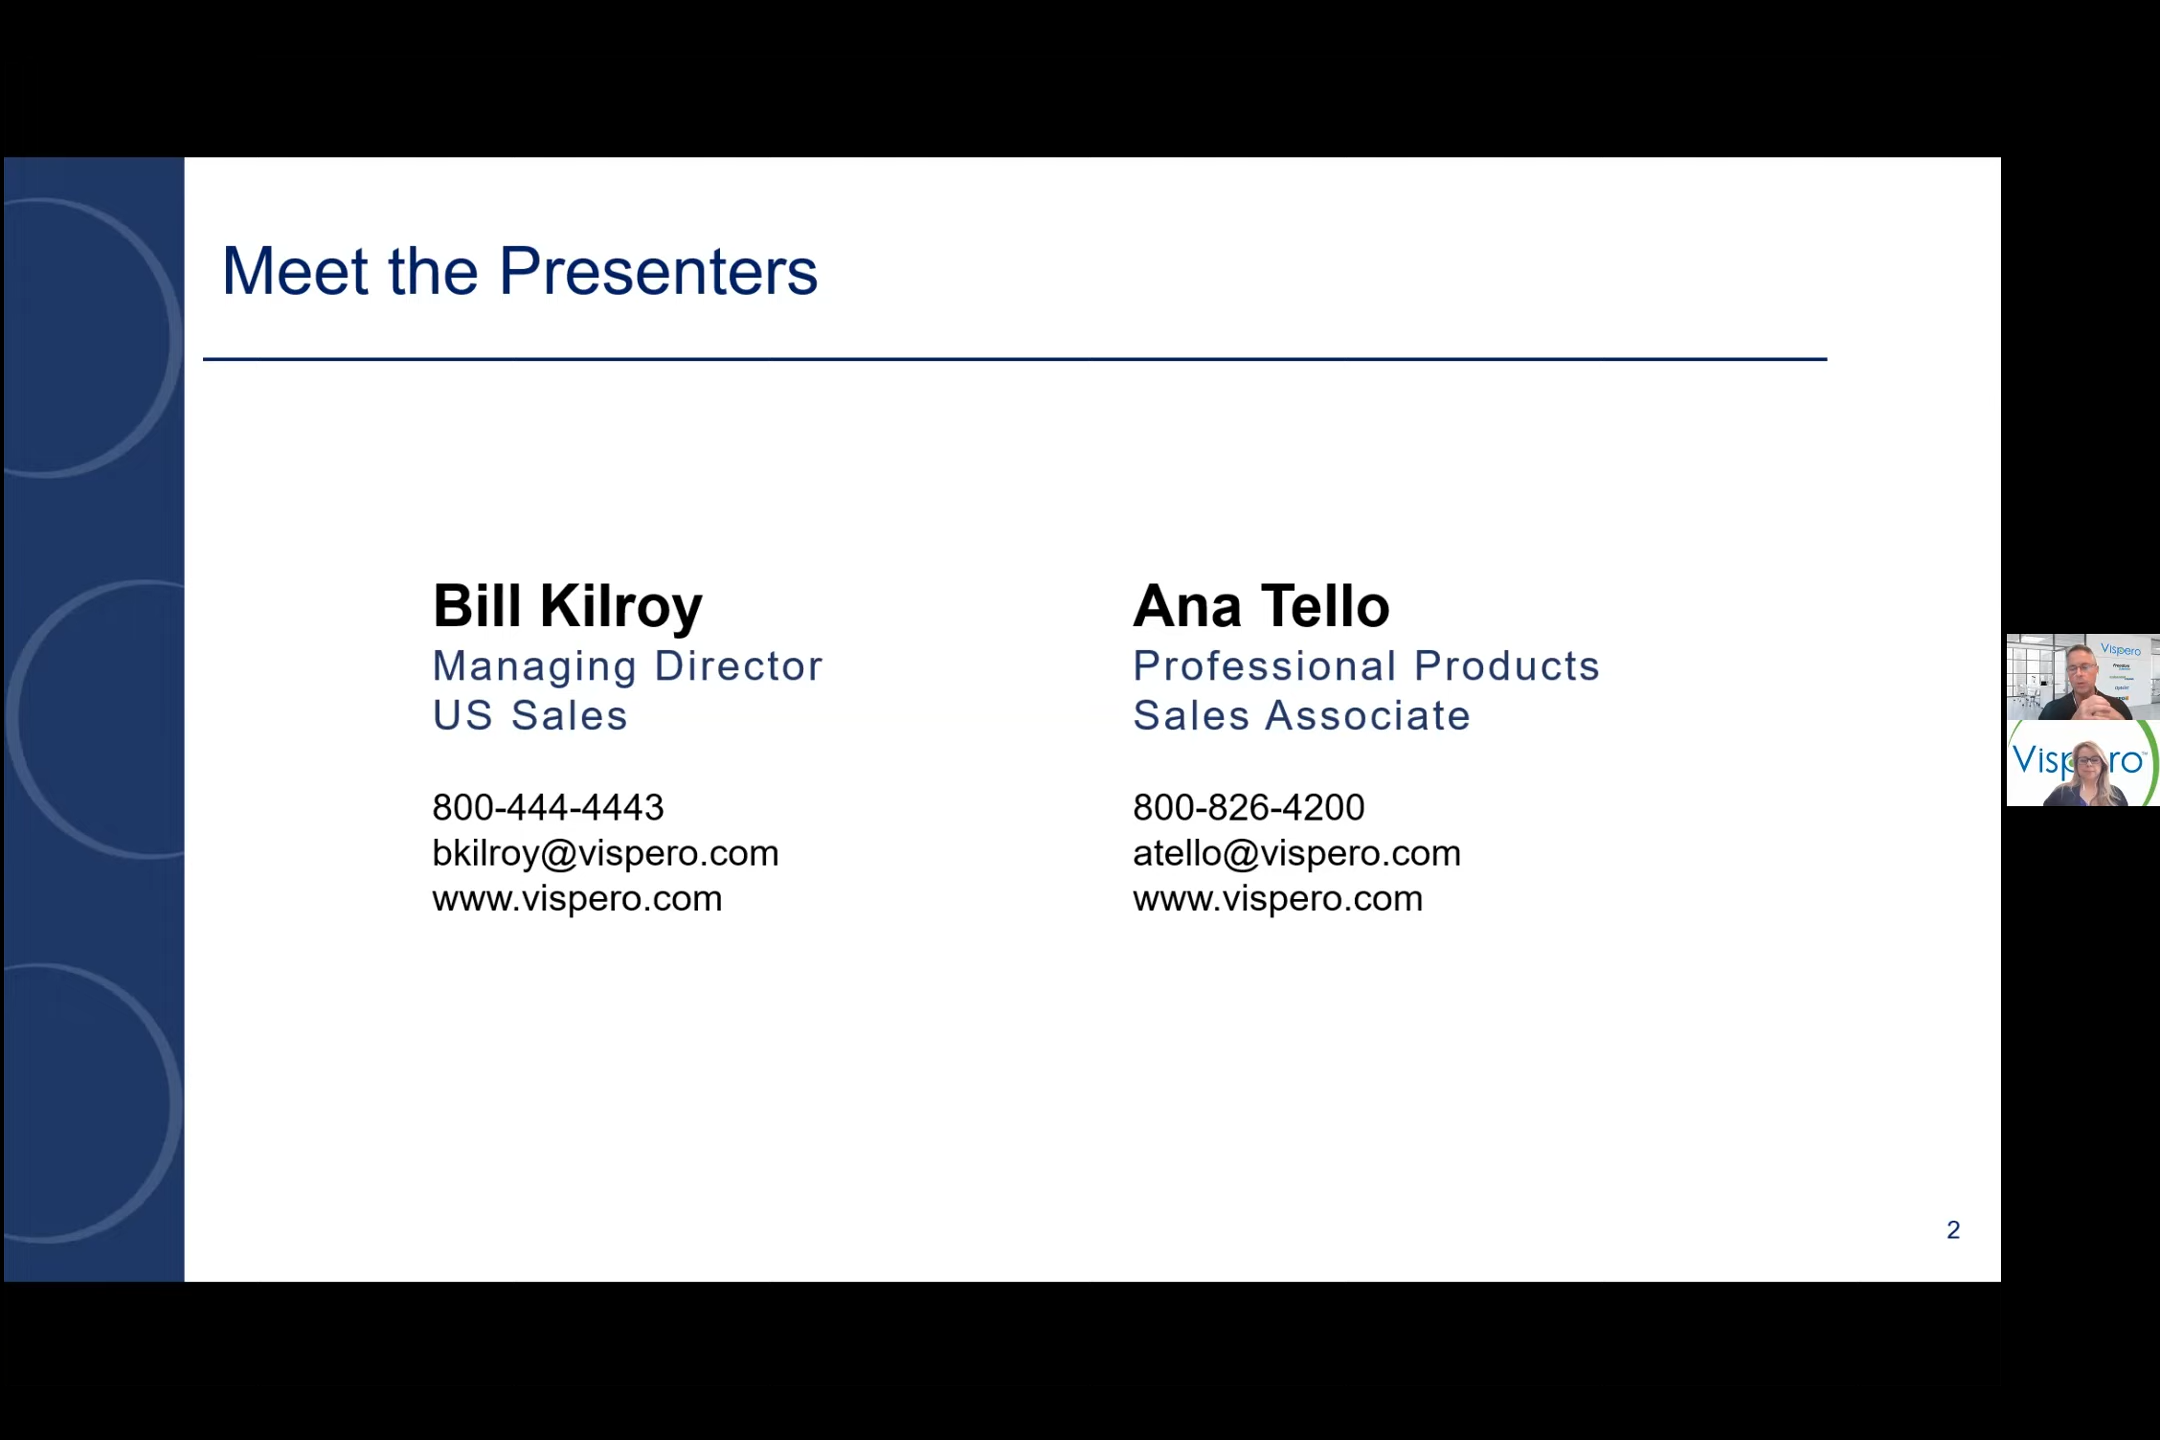 Meet the Presenters
Bill Kilroy
Managing Director
US Sales
800-444-4443
bkilroy@vispero.com
www.vispero.com
Ana Tello
Professional Products
Sales Associate
800-826-4200
atello@vispero.com
www.vispero.com
2
Vispero